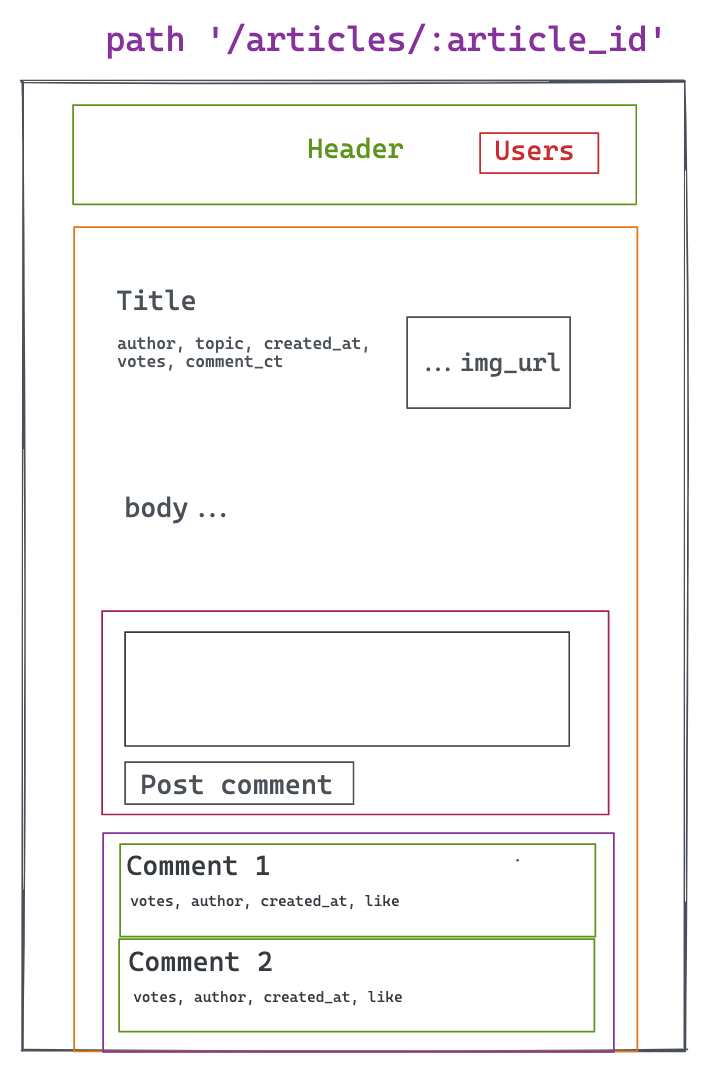 path '/articles/:article_id'
Header
Users
Title
author, topic, created_at,
votes, comment_ct
... img_url
body ...
Post comment
Comment 1
votes, author, created_at, like
Comment 2
votes, author, created_at, like